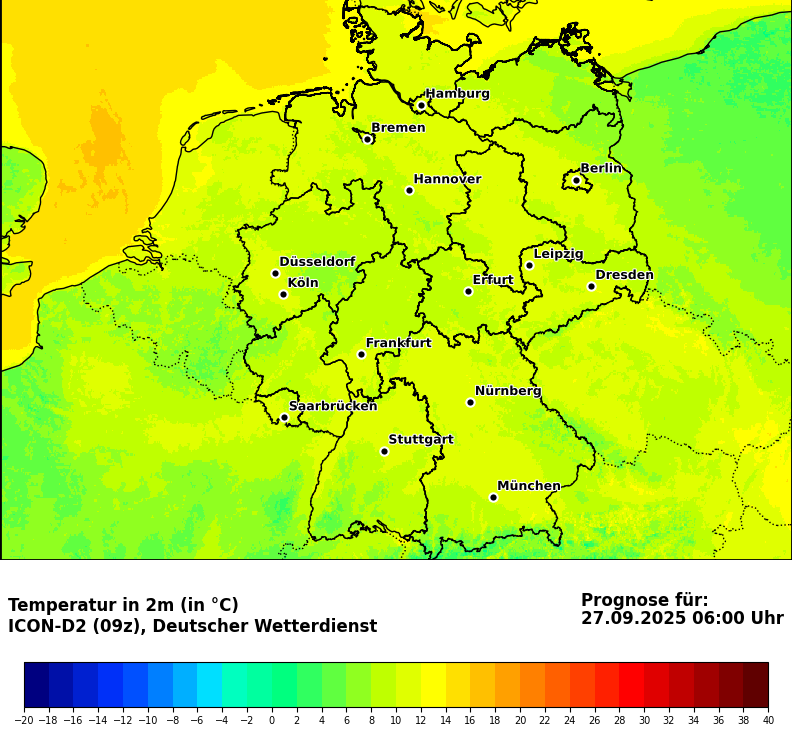 Hamburg
Bremen
Berlin
Hannover
Leipzig
Düsseldorf
Dresden
Köln
Erfurt
Frankfurt
Nürnberg
Saarbrücken
Stuttgart
München
Temperatur in 2m (in °C)
ICON-D2 (09z), Deutscher Wetterdienst
Prognose für:
27.09.2025 06:00 Uhr
−20 −18 −16 −14 −12 −10 −8 −6 −4 −2 0 2 4 6 8 10 12 14 16 18 20 22 24 26 28 30 32 34 36 38 40